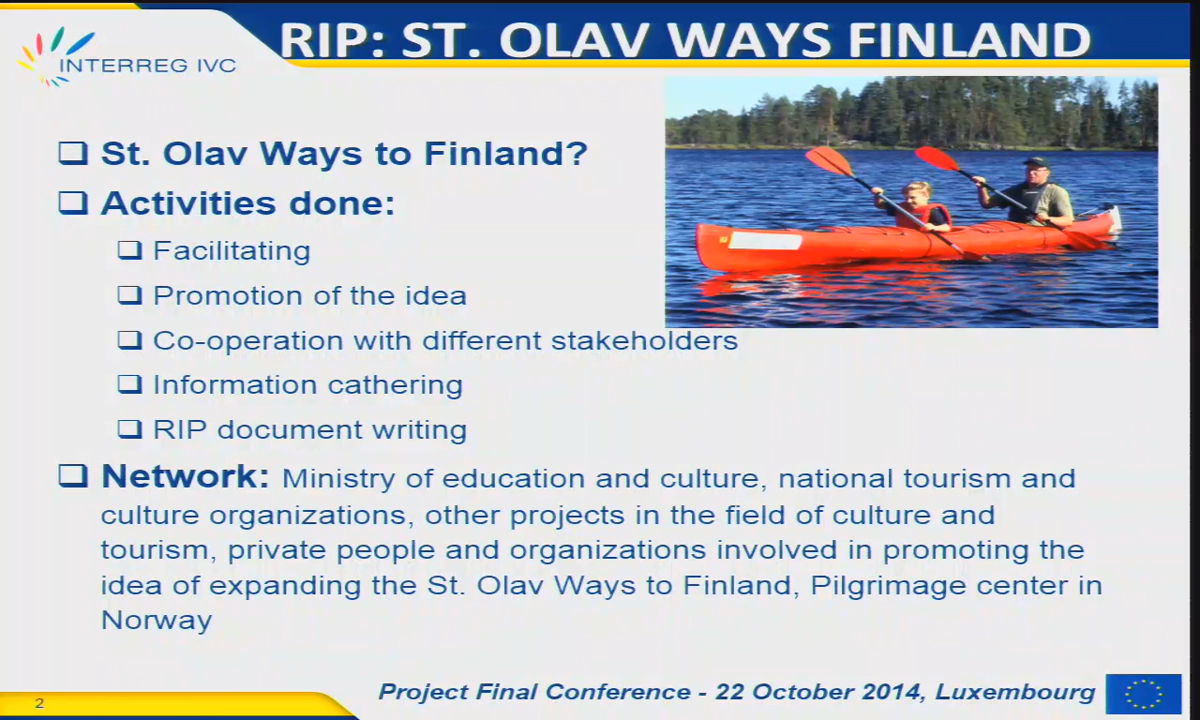 RIP: ST. OLAV WAYS FINLAND
INTERREG IVC
St. Olav Ways to Finland?
Activities done:
Facilitating
Promotion of the idea
Co-operation with different stakeholders
Information cathering
RIP document writing
Network: Ministry of education and culture, national tourism and
culture organizations, other projects in the field of culture and
tourism, private people and organizations involved in promoting the
idea of expanding the St. Olav Ways to Finland, Pilgrimage center in
Norway
2
Project Final Conference - 22 October 2014, Luxembourg